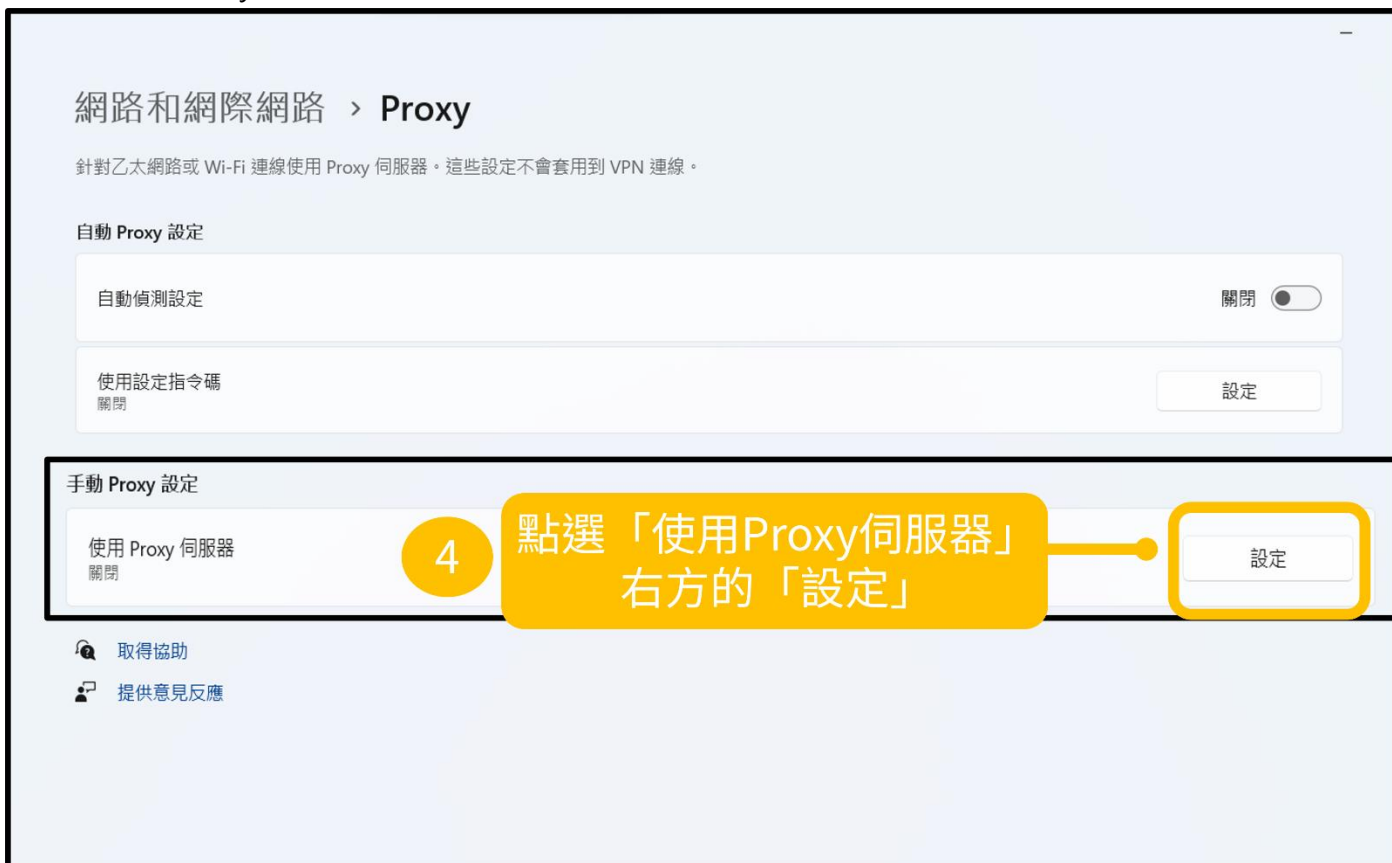 網路和網際網路 › Proxy
針對乙太網路或 Wi-Fi 連線使用 Proxy 伺服器。這些設定不會套用到 VPN 連線。
自動 Proxy 設定
自動偵測設定
關閉
使用設定指令碼
關閉
設定
手動 Proxy 設定
使用 Proxy 伺服器
關閉
4
點選「使用Proxy伺服器」
右方的「設定」
設定
取得協助
提供意見反應